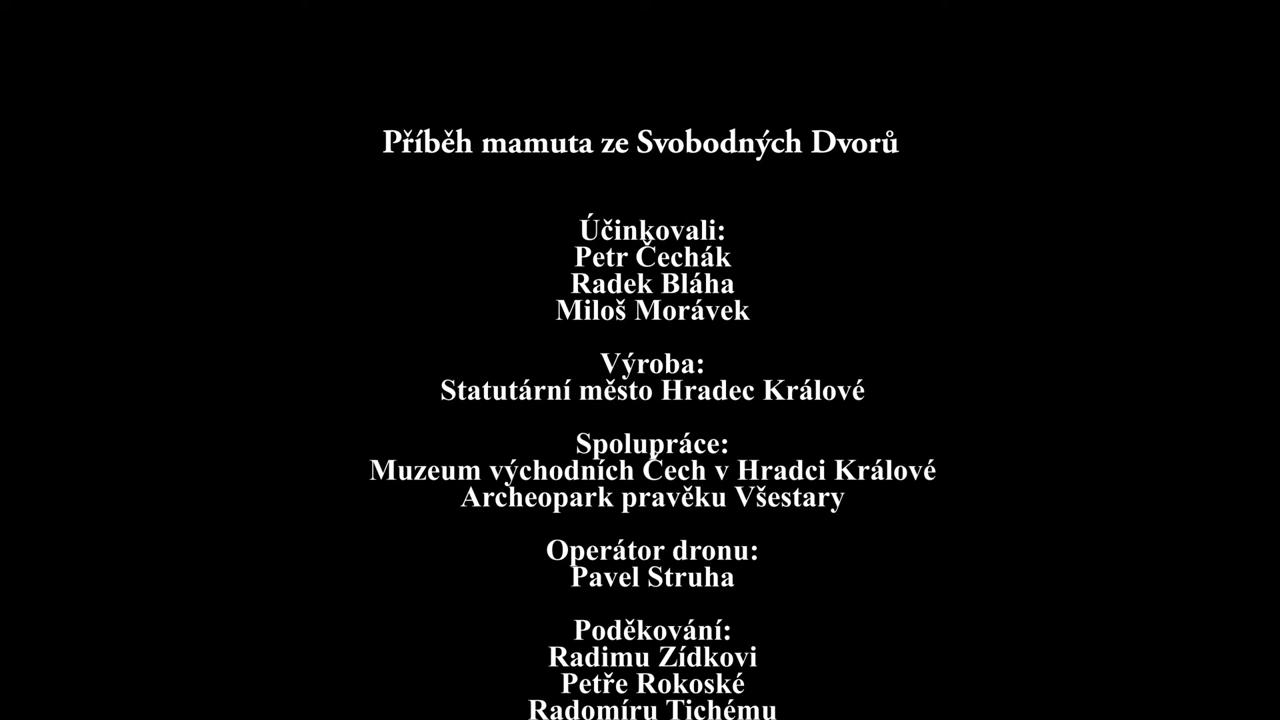 Příběh mamuta ze Svobodných Dvorů
Účinkovali:
Petr Čechák
Radek Bláha
Miloš Morávek
Výroba:
Statutární město Hradec Králové
Spolupráce:
Muzeum východních Čech v Hradci Králové
Archeopark pravěku Všestary
Operátor dronu:
Pavel Struha
Poděkování:
Radimu Zídkovi
Petře Rokoské
Radomíru Tichému